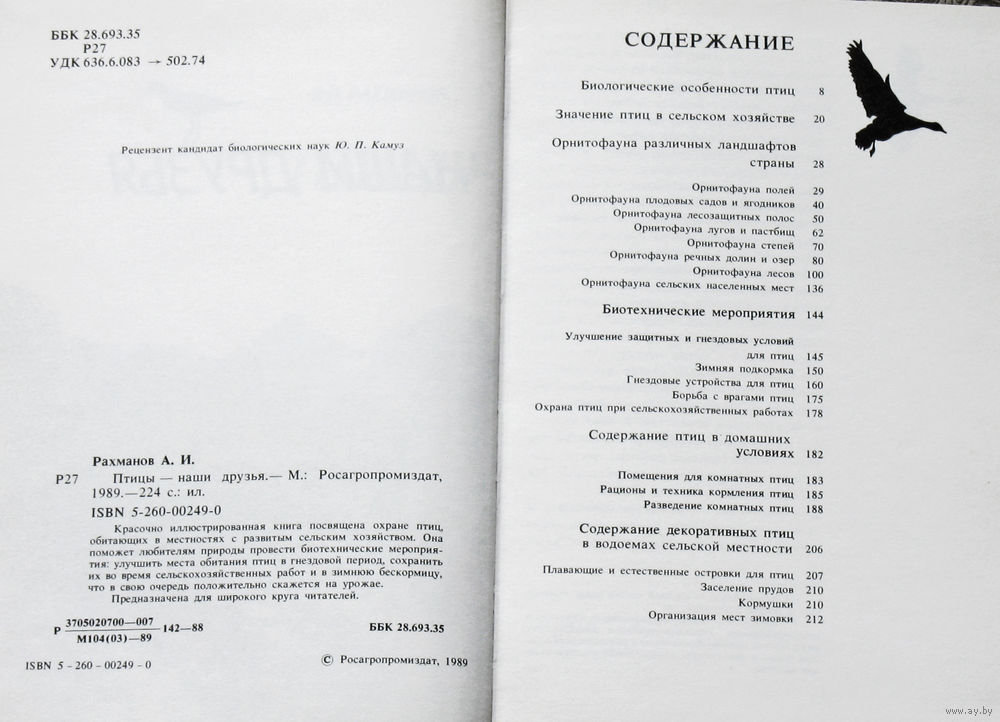 ББК 28.693.35
Р27
УДК 636.6.083 → 502.74
Рецензент кандидат биологических наук Ю. П. Камуз
Рахманов А. И.
Р27 Птицы — наши друзья.— М.: Росагропромиздат,
1989.—224 с.: ил.
ISBN 5-260-00249-0
Красочно иллюстрированная книга посвящена охране птиц,
обитающих в местностях с развитым сельским хозяйством. Она
поможет любителям природы провести биотехнические мероприя-
тия: улучшить места обитания птиц в гнездовой период, сохранить
их во время сельскохозяйственных работ и в зимнюю бескормицу,
что в свою очередь положительно скажется на урожае.
Предназначена для широкого круга читателей.
3705020700—007
Р 142—88
М104(03)—89
ББК 28.693.35
ISBN 5 - 260 - 00249 - 0
© Росагропромиздат, 1989
СОДЕРЖАНИЕ
Биологические особенности птиц 8
Значение птиц в сельском хозяйстве 20
Орнитофауна различных ландшафтов
страны 28
Орнитофауна полей 29
Орнитофауна плодовых садов и ягодников 40
Орнитофауна лесозащитных полос 50
Орнитофауна лугов и пастбищ 62
Орнитофауна степей 70
Орнитофауна речных долин и озер 80
Орнитофауна лесов 100
Орнитофауна сельских населенных мест 136
Биотехнические мероприятия 144
Улучшение защитных и гнездовых условий
для птиц 145
Зимняя подкормка 150
Гнездовые устройства для птиц 160
Борьба с врагами птиц 175
Охрана птиц при сельскохозяйственных работах 178
Содержание птиц в домашних
условиях 182
Помещения для комнатных птиц 183
Рационы и техника кормления птиц 185
Разведение комнатных птиц 188
Содержание декоративных птиц
в водоемах сельской местности 206
Плавающие и естественные островки для птиц 207
Заселение прудов 210
Кормушки 210
Организация мест зимовки 212
www.ay.by